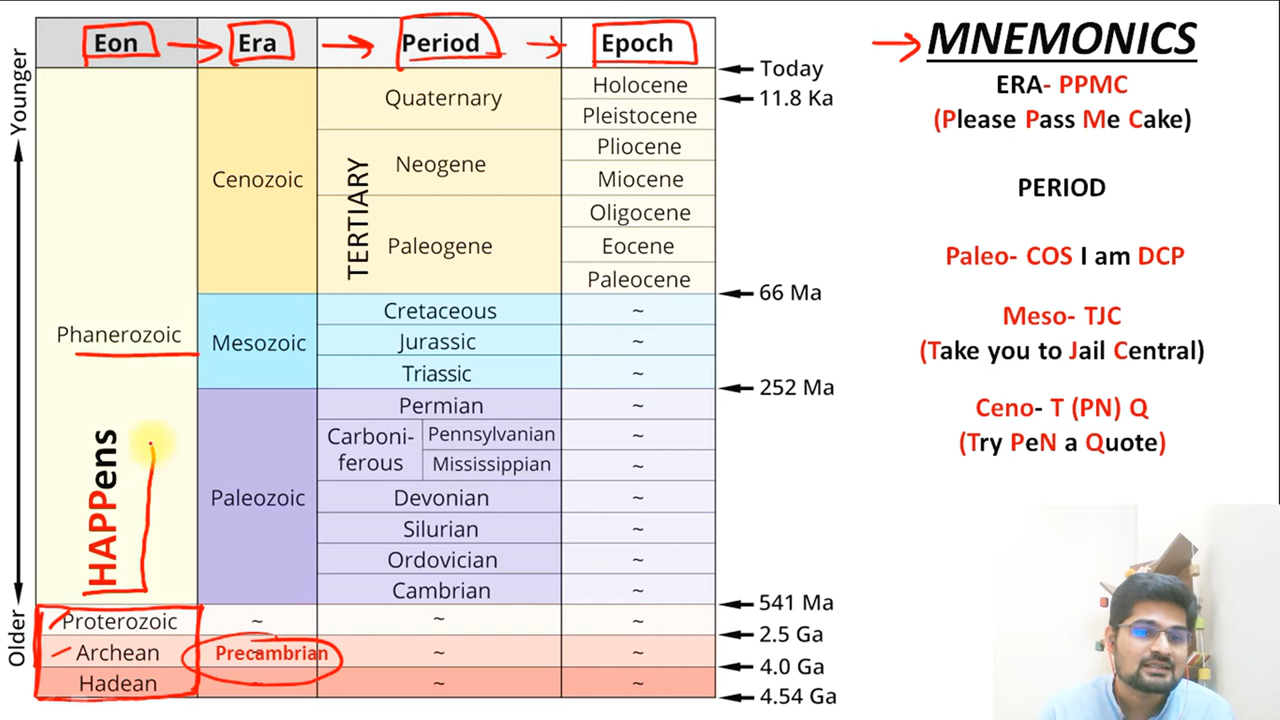 Eon Era Period Epoch
Younger
Older
Phanerozoic
HAPPens
Proterozoic
Archean
Hadean
Cenozoic
Mesozoic
Paleozoic
~
Precambrian
~
~
TERTIARY
Quaternary
Neogene
Paleogene
Cretaceous
Jurassic
Triassic
Permian
Carboni-
ferous
Pennsylvanian
Mississippian
Devonian
Silurian
Ordovician
Cambrian
~
~
~
Holocene
Pleistocene
Pliocene
Miocene
Oligocene
Eocene
Paleocene
~
~
~
~
~
~
~
~
~
~
~
~
~
Today
11.8 Ka
66 Ma
252 Ma
541 Ma
2.5 Ga
4.0 Ga
4.54 Ga
MNEMONICS
ERA- PPMC
(Please Pass Me Cake)
PERIOD
Paleo- COS I am DCP
Meso- TJC
(Take you to Jail Central)
Ceno- T (PN) Q
(Try PeN a Quote)